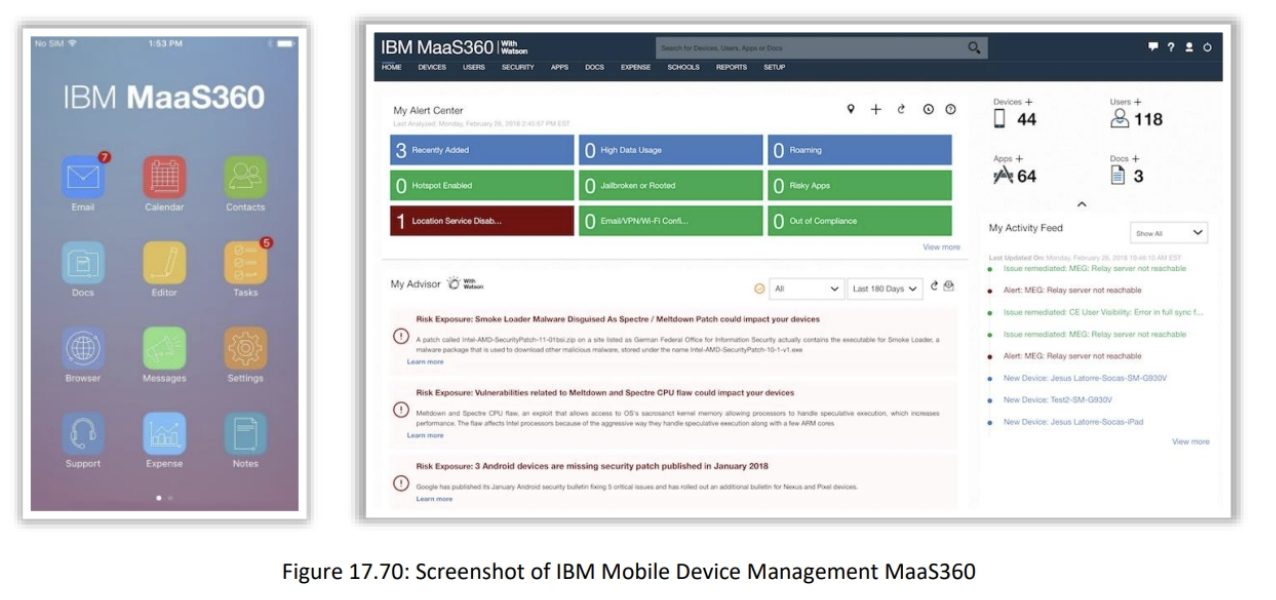 No SIM 1:53 PM
IBM MaaS360
7
Email Calendar Contacts
5
Docs Editor Tasks
Browser Messages Settings
Support Expense Notes
IBM MaaS360 With Watson
Search for Devices, Users, Apps or Docs
HOME DEVICES USERS SECURITY APPS DOCS EXPENSE SCHOOLS REPORTS SETUP
My Alert Center
Last Analyzed: Monday, February 26, 2018 2:45:57 PM EST
3 Recently Added 0 High Data Usage 0 Roaming
0 Hotspot Enabled 0 Jailbroken or Rooted 0 Risky Apps
1 Location Service Disab... 0 Email/VPN/Wi-Fi Confi... 0 Out of Compliance
View more
My Advisor With Watson All Last 180 Days
Risk Exposure: Smoke Loader Malware Disguised As Spectre / Meltdown Patch could impact your devices
A patch called Intel-AMD-SecurityPatch-11-01bsi.zip on a site listed as German Federal Office for Information Security actually contains the executable for Smoke Loader, a
malware package that is used to download other malicious malware, stored under the name Intel-AMD-SecurityPatch-10-1-v1.exe
Learn more
Risk Exposure: Vulnerabilities related to Meltdown and Spectre CPU flaw could impact your devices
Meltdown and Spectre CPU flaw, an exploit that allows access to OS's sacrosanct kernel memory allowing processors to handle speculative execution, which increases
performance. The flaw affects Intel processors because of the aggressive way they handle speculative execution along with a few ARM cores
Learn more
Risk Exposure: 3 Android devices are missing security patch published in January 2018
Google has published its January Android security bulletin fixing 5 critical issues and has rolled out an additional bulletin for Nexus and Pixel devices.
Learn more
Devices + Users +
44 118
Apps + Docs +
64 3
My Activity Feed Show All
Last Updated On: Monday, February 26, 2018 10:46:10 AM EST
Issue remediated: MEG: Relay server not reachable
Alert: MEG: Relay server not reachable
Issue remediated: CE User Visibility: Error in full sync f...
Issue remediated: MEG: Relay server not reachable
Alert: MEG: Relay server not reachable
New Device: Jesus Latorre-Socas-SM-G930V
New Device: Test2-SM-G930V
New Device: Jesus Latorre-Socas-iPad
View more
Figure 17.70: Screenshot of IBM Mobile Device Management MaaS360